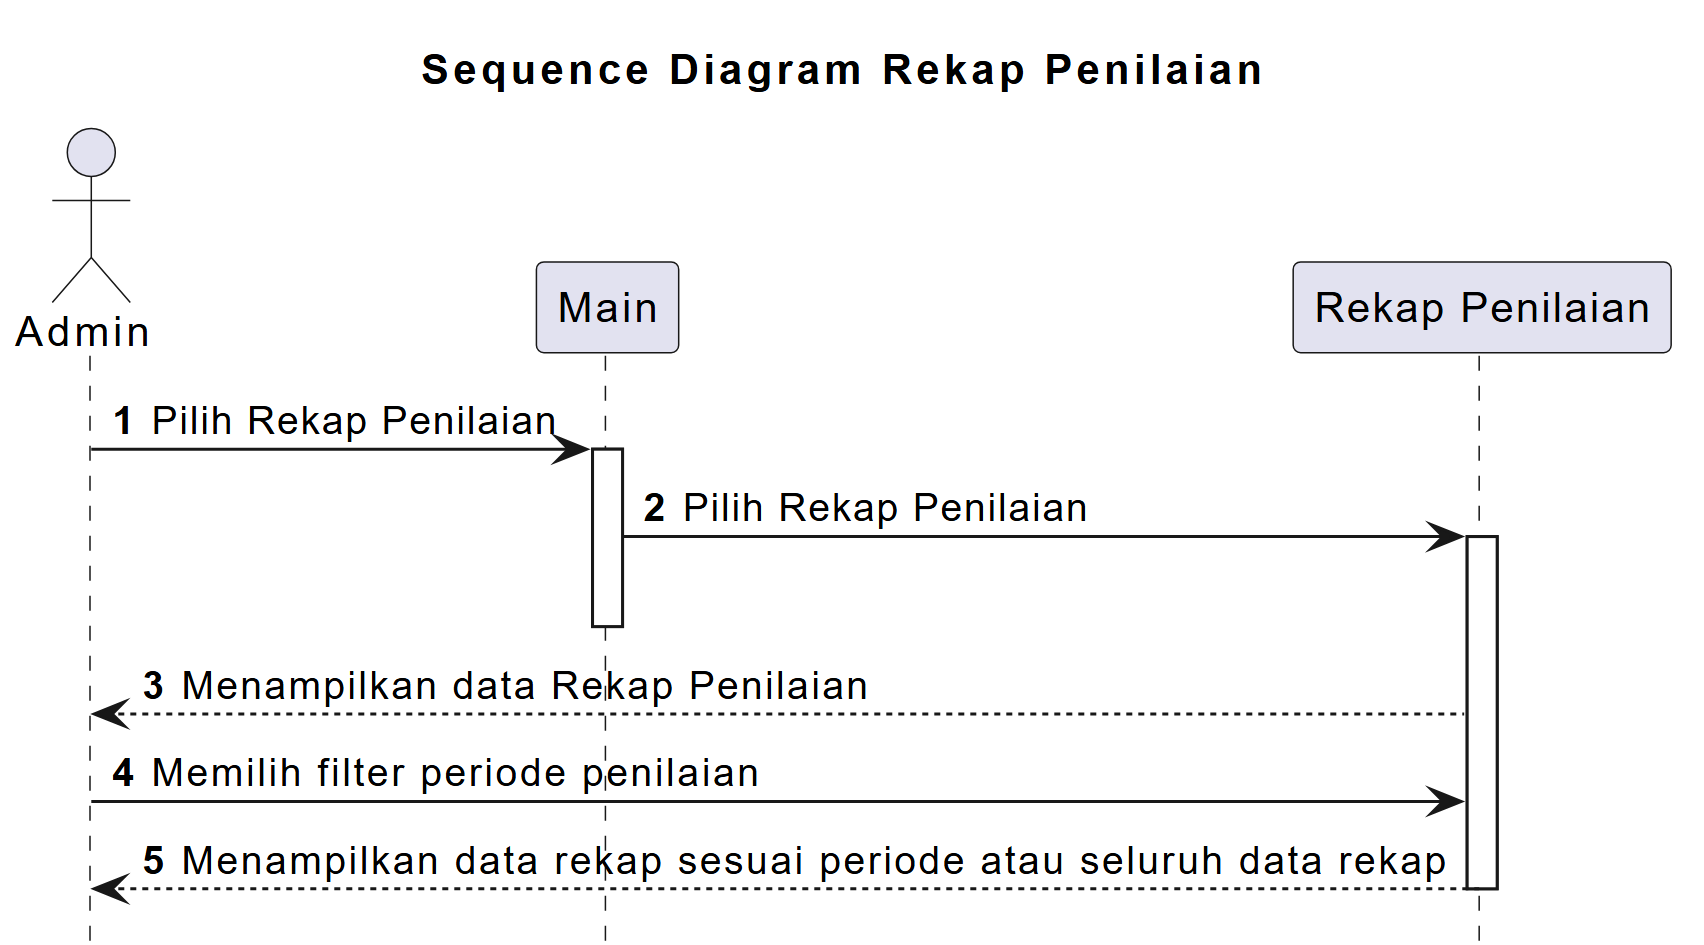 Sequence Diagram Rekap Penilaian
Admin
Main
Rekap Penilaian
1 Pilih Rekap Penilaian
2 Pilih Rekap Penilaian
3 Menampilkan data Rekap Penilaian
4 Memilih filter periode penilaian
5 Menampilkan data rekap sesuai periode atau seluruh data rekap